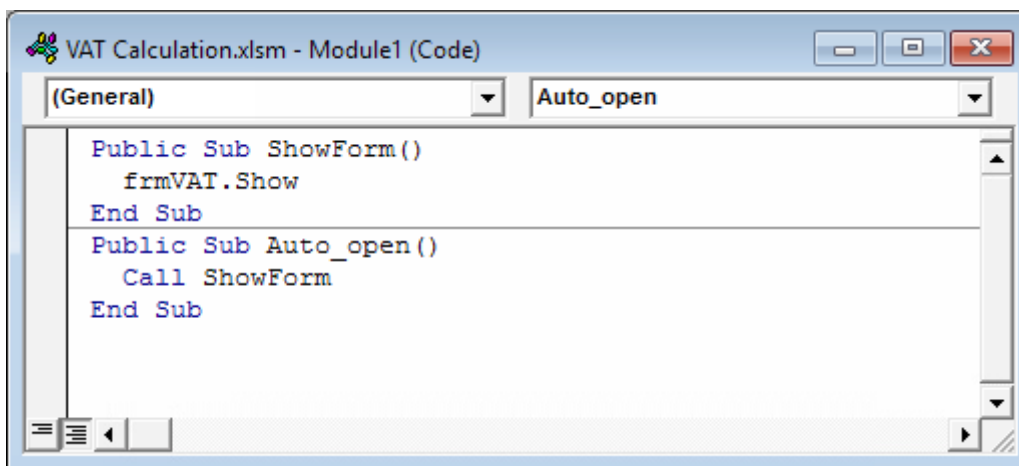 VAT Calculation.xlsm - Module1 (Code)
(General) Auto_open
Public Sub ShowForm()
frmVAT.Show
End Sub
Public Sub Auto_open()
Call ShowForm
End Sub